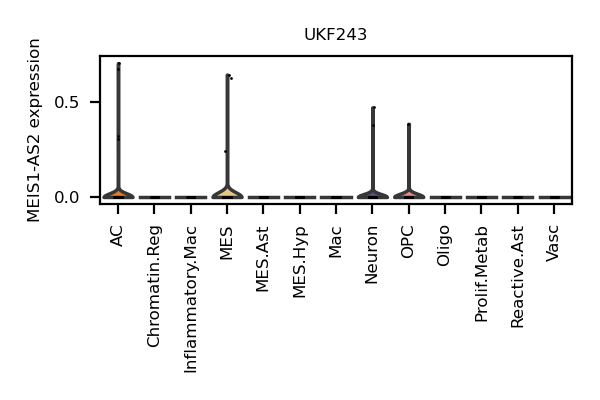 UKF243
MEIS1-AS2 expression
0.5
0.0
AC
Chromatin.Reg
Inflammatory.Mac
MES
MES.Ast
MES.Hyp
Mac
Neuron
OPC
Oligo
Prolif.Metab
Reactive.Ast
Vasc